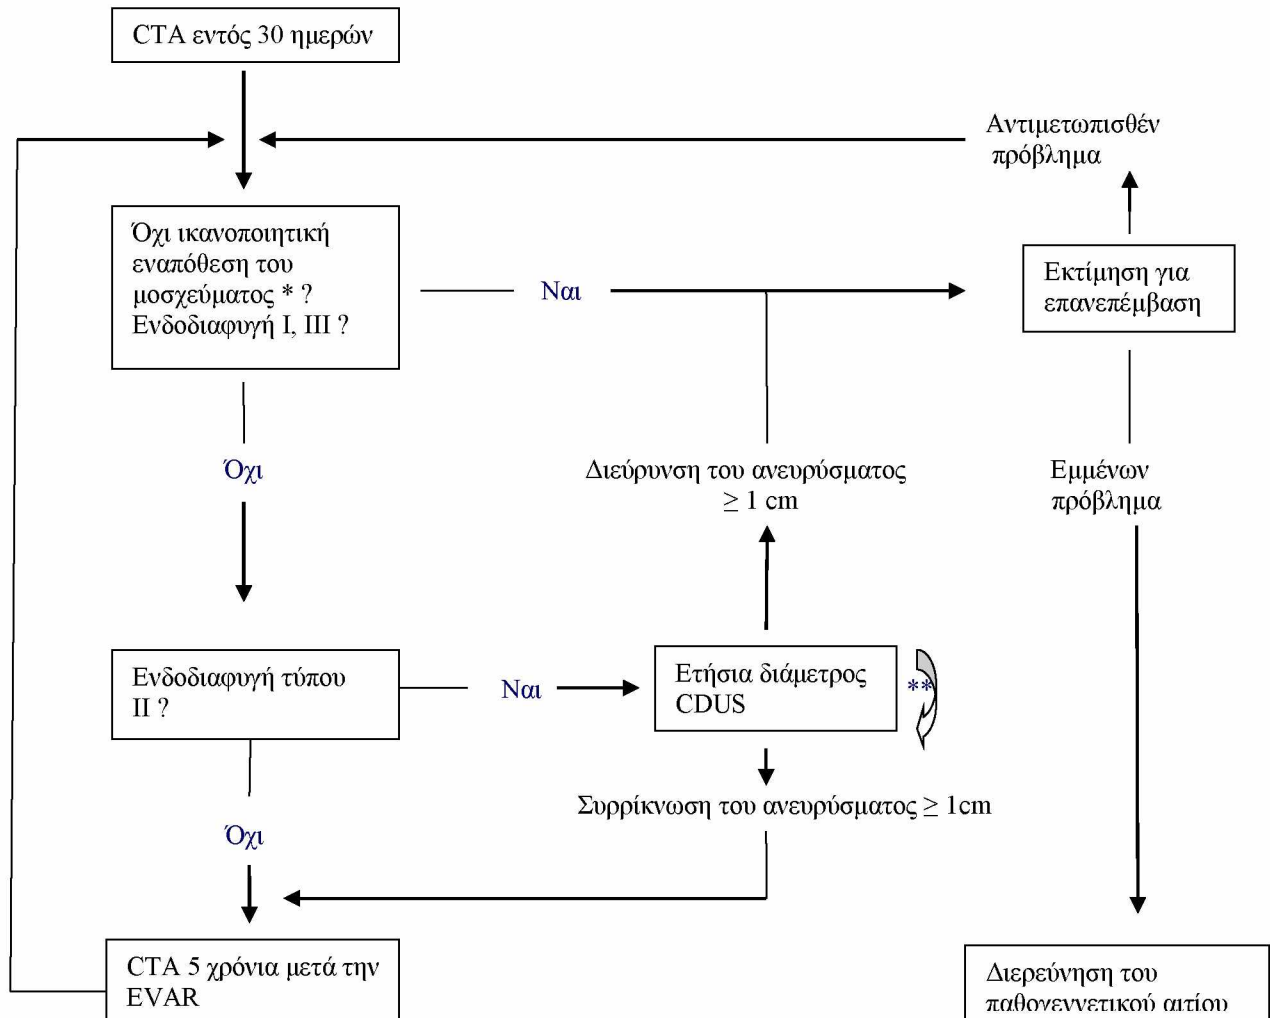 CTA εντός 30 ημερών
Αντιμετωπισθέν
πρόβλημα
Όχι ικανοποιητική
εναπόθεση του
μοσχεύματος * ?
Ενδοδιαφυγή I, III ?
Ναι
Εκτίμηση για
επανεπέμβαση
Όχι
Διεύρυνση του ανευρύσματος
≥ 1 cm
Εμμένων
πρόβλημα
Ενδοδιαφυγή τύπου
II ?
Ναι
Ετήσια διάμετρος
CDUS
**
Συρρίκνωση του ανευρύσματος ≥ 1cm
Όχι
CTA 5 χρόνια μετά την
EVAR
Διερεύνηση του
παθογεννετικού αιτίου